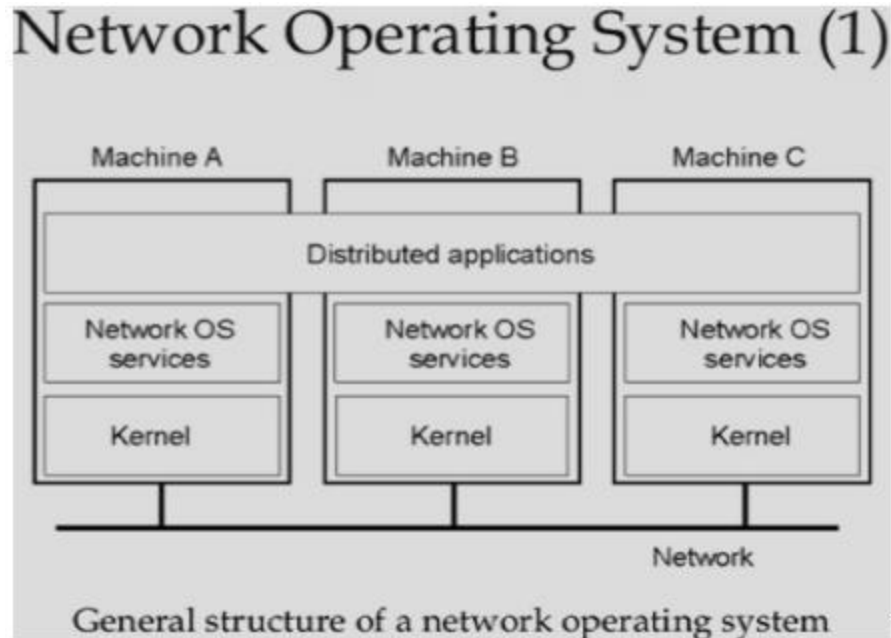 Network Operating System (1)
Machine A
Machine B
Machine C
Distributed applications
Network OS
services
Network OS
services
Network OS
services
Kernel
Kernel
Kernel
Network
General structure of a network operating system